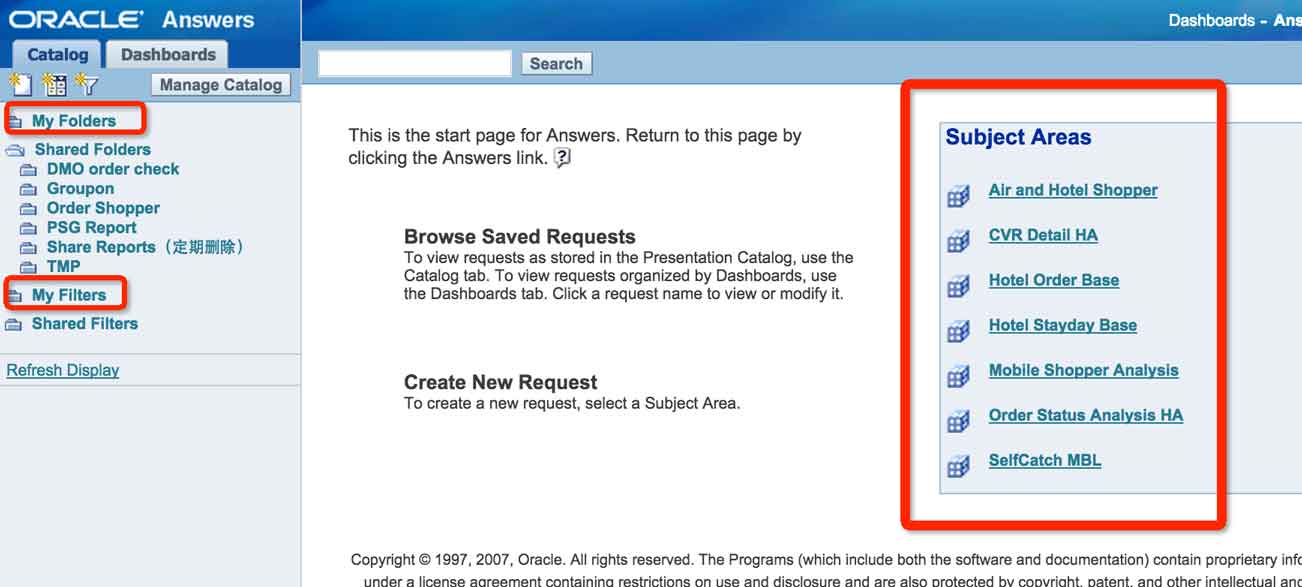 ORACLE Answers
Dashboards -
Catalog
Dashboards
Search
Manage Catalog
My Folders
Shared Folders
DMO order check
Groupon
Order Shopper
PSG Report
Share Reports（定期删除）
TMP
My Filters
Shared Filters
Refresh Display
This is the start page for Answers. Return to this page by
clicking the Answers link. ?
Browse Saved Requests
To view requests as stored in the Presentation Catalog, use the
Catalog tab. To view requests organized by Dashboards, use
the Dashboards tab. Click a request name to view or modify it.
Create New Request
To create a new request, select a Subject Area.
Subject Areas
Air and Hotel Shopper
CVR Detail HA
Hotel Order Base
Hotel Stayday Base
Mobile Shopper Analysis
Order Status Analysis HA
SelfCatch MBL
Copyright © 1997, 2007, Oracle. All rights reserved. The Programs (which include both the software and documentation) contain proprietary
under a license agreement containing restrictions on use and disclosure and are also protected by copyright, patent, and other intellectual